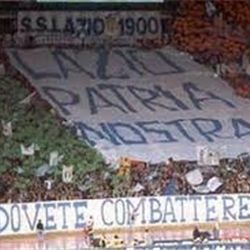 S.S. LAZIO 1900
LAZIO
PATRIA
NOSTRA
DOVETE COMBATTERE